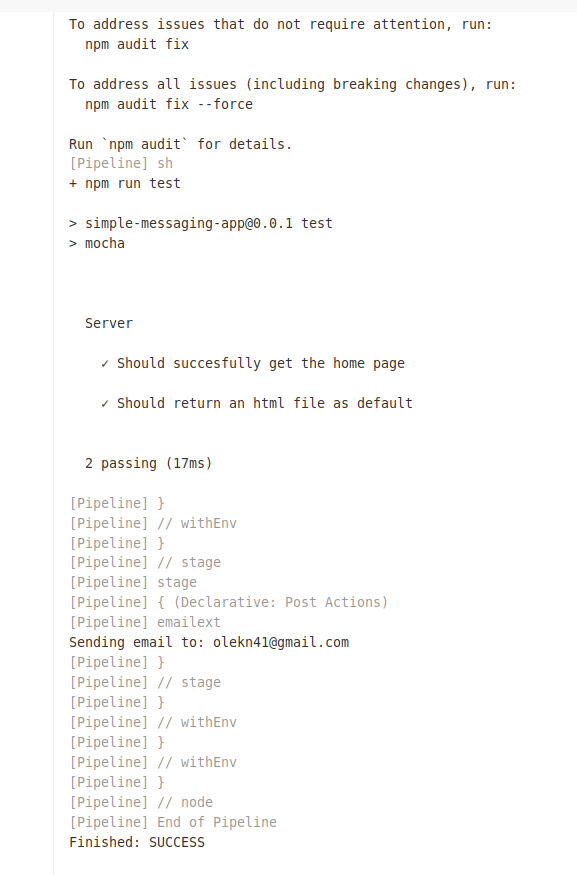 To address issues that do not require attention, run:
npm audit fix
To address all issues (including breaking changes), run:
npm audit fix --force
Run `npm audit` for details.
[Pipeline] sh
+ npm run test
> simple-messaging-app@0.0.1 test
> mocha
Server
✓ Should succesfully get the home page
✓ Should return an html file as default
2 passing (17ms)
[Pipeline] }
[Pipeline] // withEnv
[Pipeline] }
[Pipeline] // stage
[Pipeline] stage
[Pipeline] { (Declarative: Post Actions)
[Pipeline] emailext
Sending email to: olekn41@gmail.com
[Pipeline] }
[Pipeline] // stage
[Pipeline] }
[Pipeline] // withEnv
[Pipeline] }
[Pipeline] // withEnv
[Pipeline] }
[Pipeline] // node
[Pipeline] End of Pipeline
Finished: SUCCESS